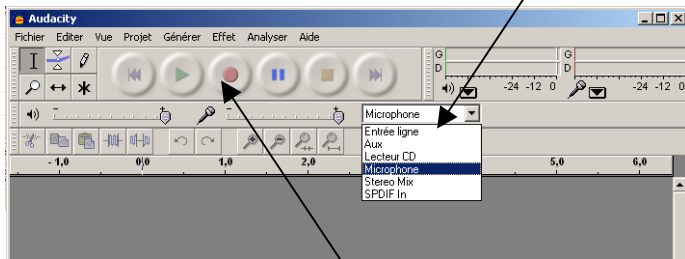 Audacity
Fichier Editer Vue Projet Générer Effet Analyser Aide
G
D
-24 -12 0
G
D
-24 -12 0
Microphone
Entrée ligne
Aux
Lecteur CD
Microphone
Stereo Mix
SPDIF In
- 1,0 0,0 1,0 2,0 5,0 6,0